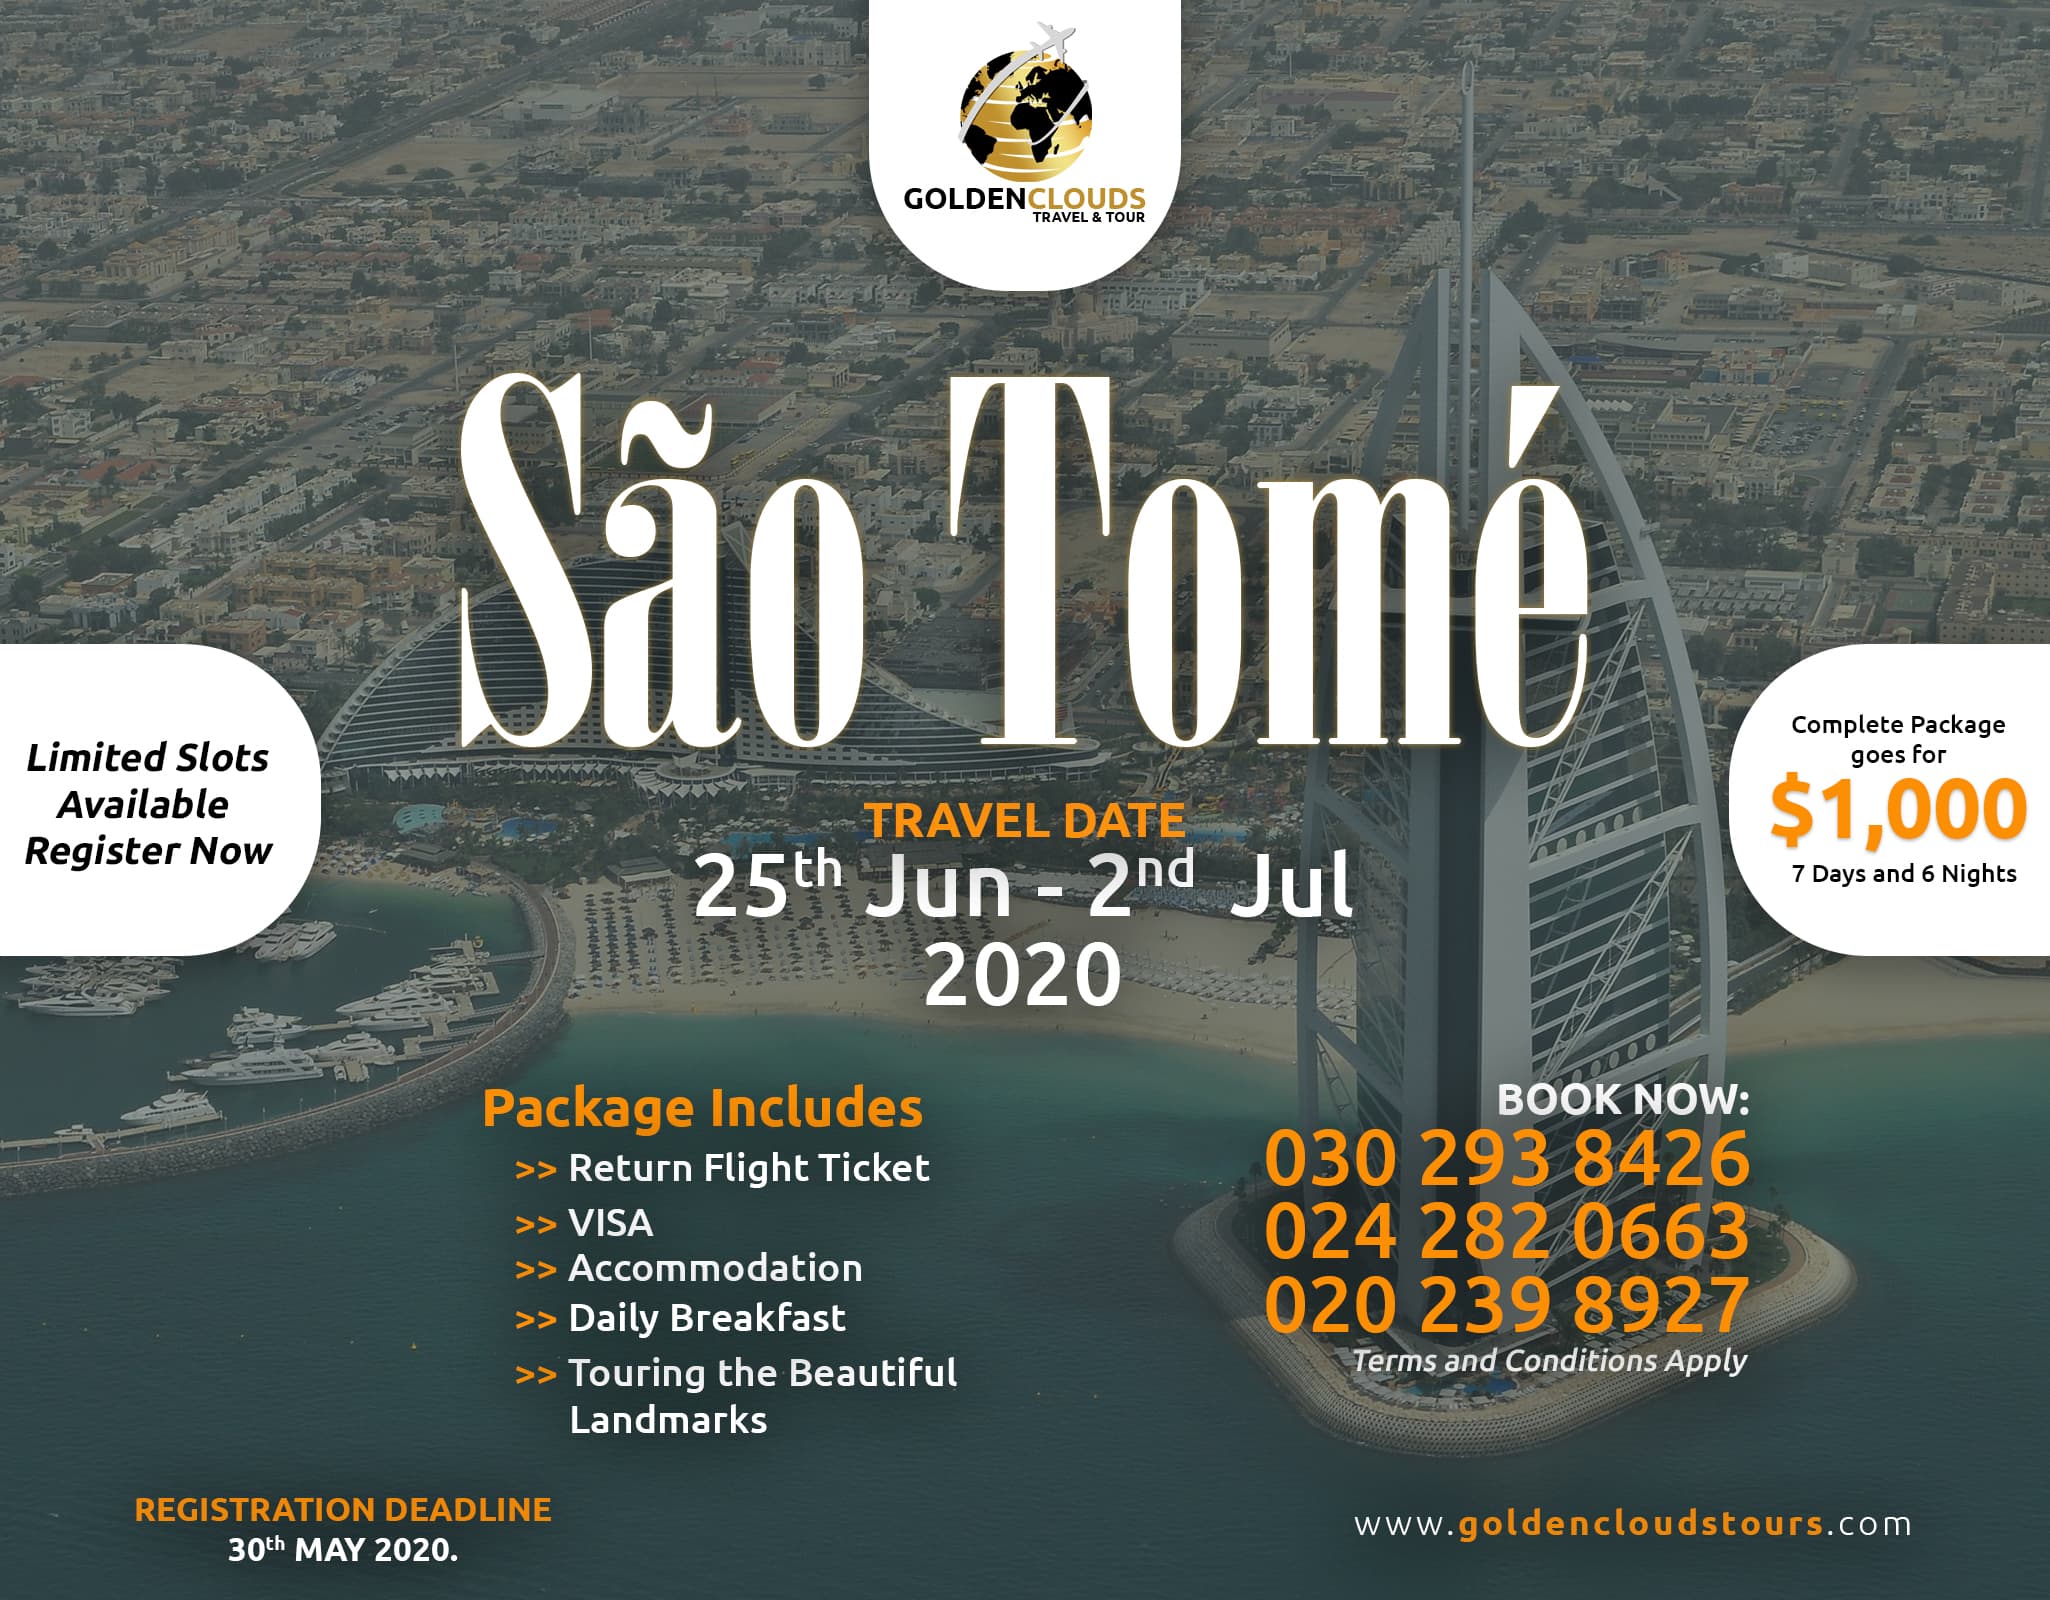 GOLDENCLOUDS
TRAVEL & TOUR
São Tomé
Limited Slots
Available
Register Now
Complete Package
goes for
$1,000
7 Days and 6 Nights
TRAVEL DATE
25th Jun - 2nd Jul
2020
Package Includes
>> Return Flight Ticket
>> VISA
>> Accommodation
>> Daily Breakfast
>> Touring the Beautiful
Landmarks
BOOK NOW:
030 293 8426
024 282 0663
020 239 8927
Terms and Conditions Apply
REGISTRATION DEADLINE
30th MAY 2020.
www.goldencloudstours.com